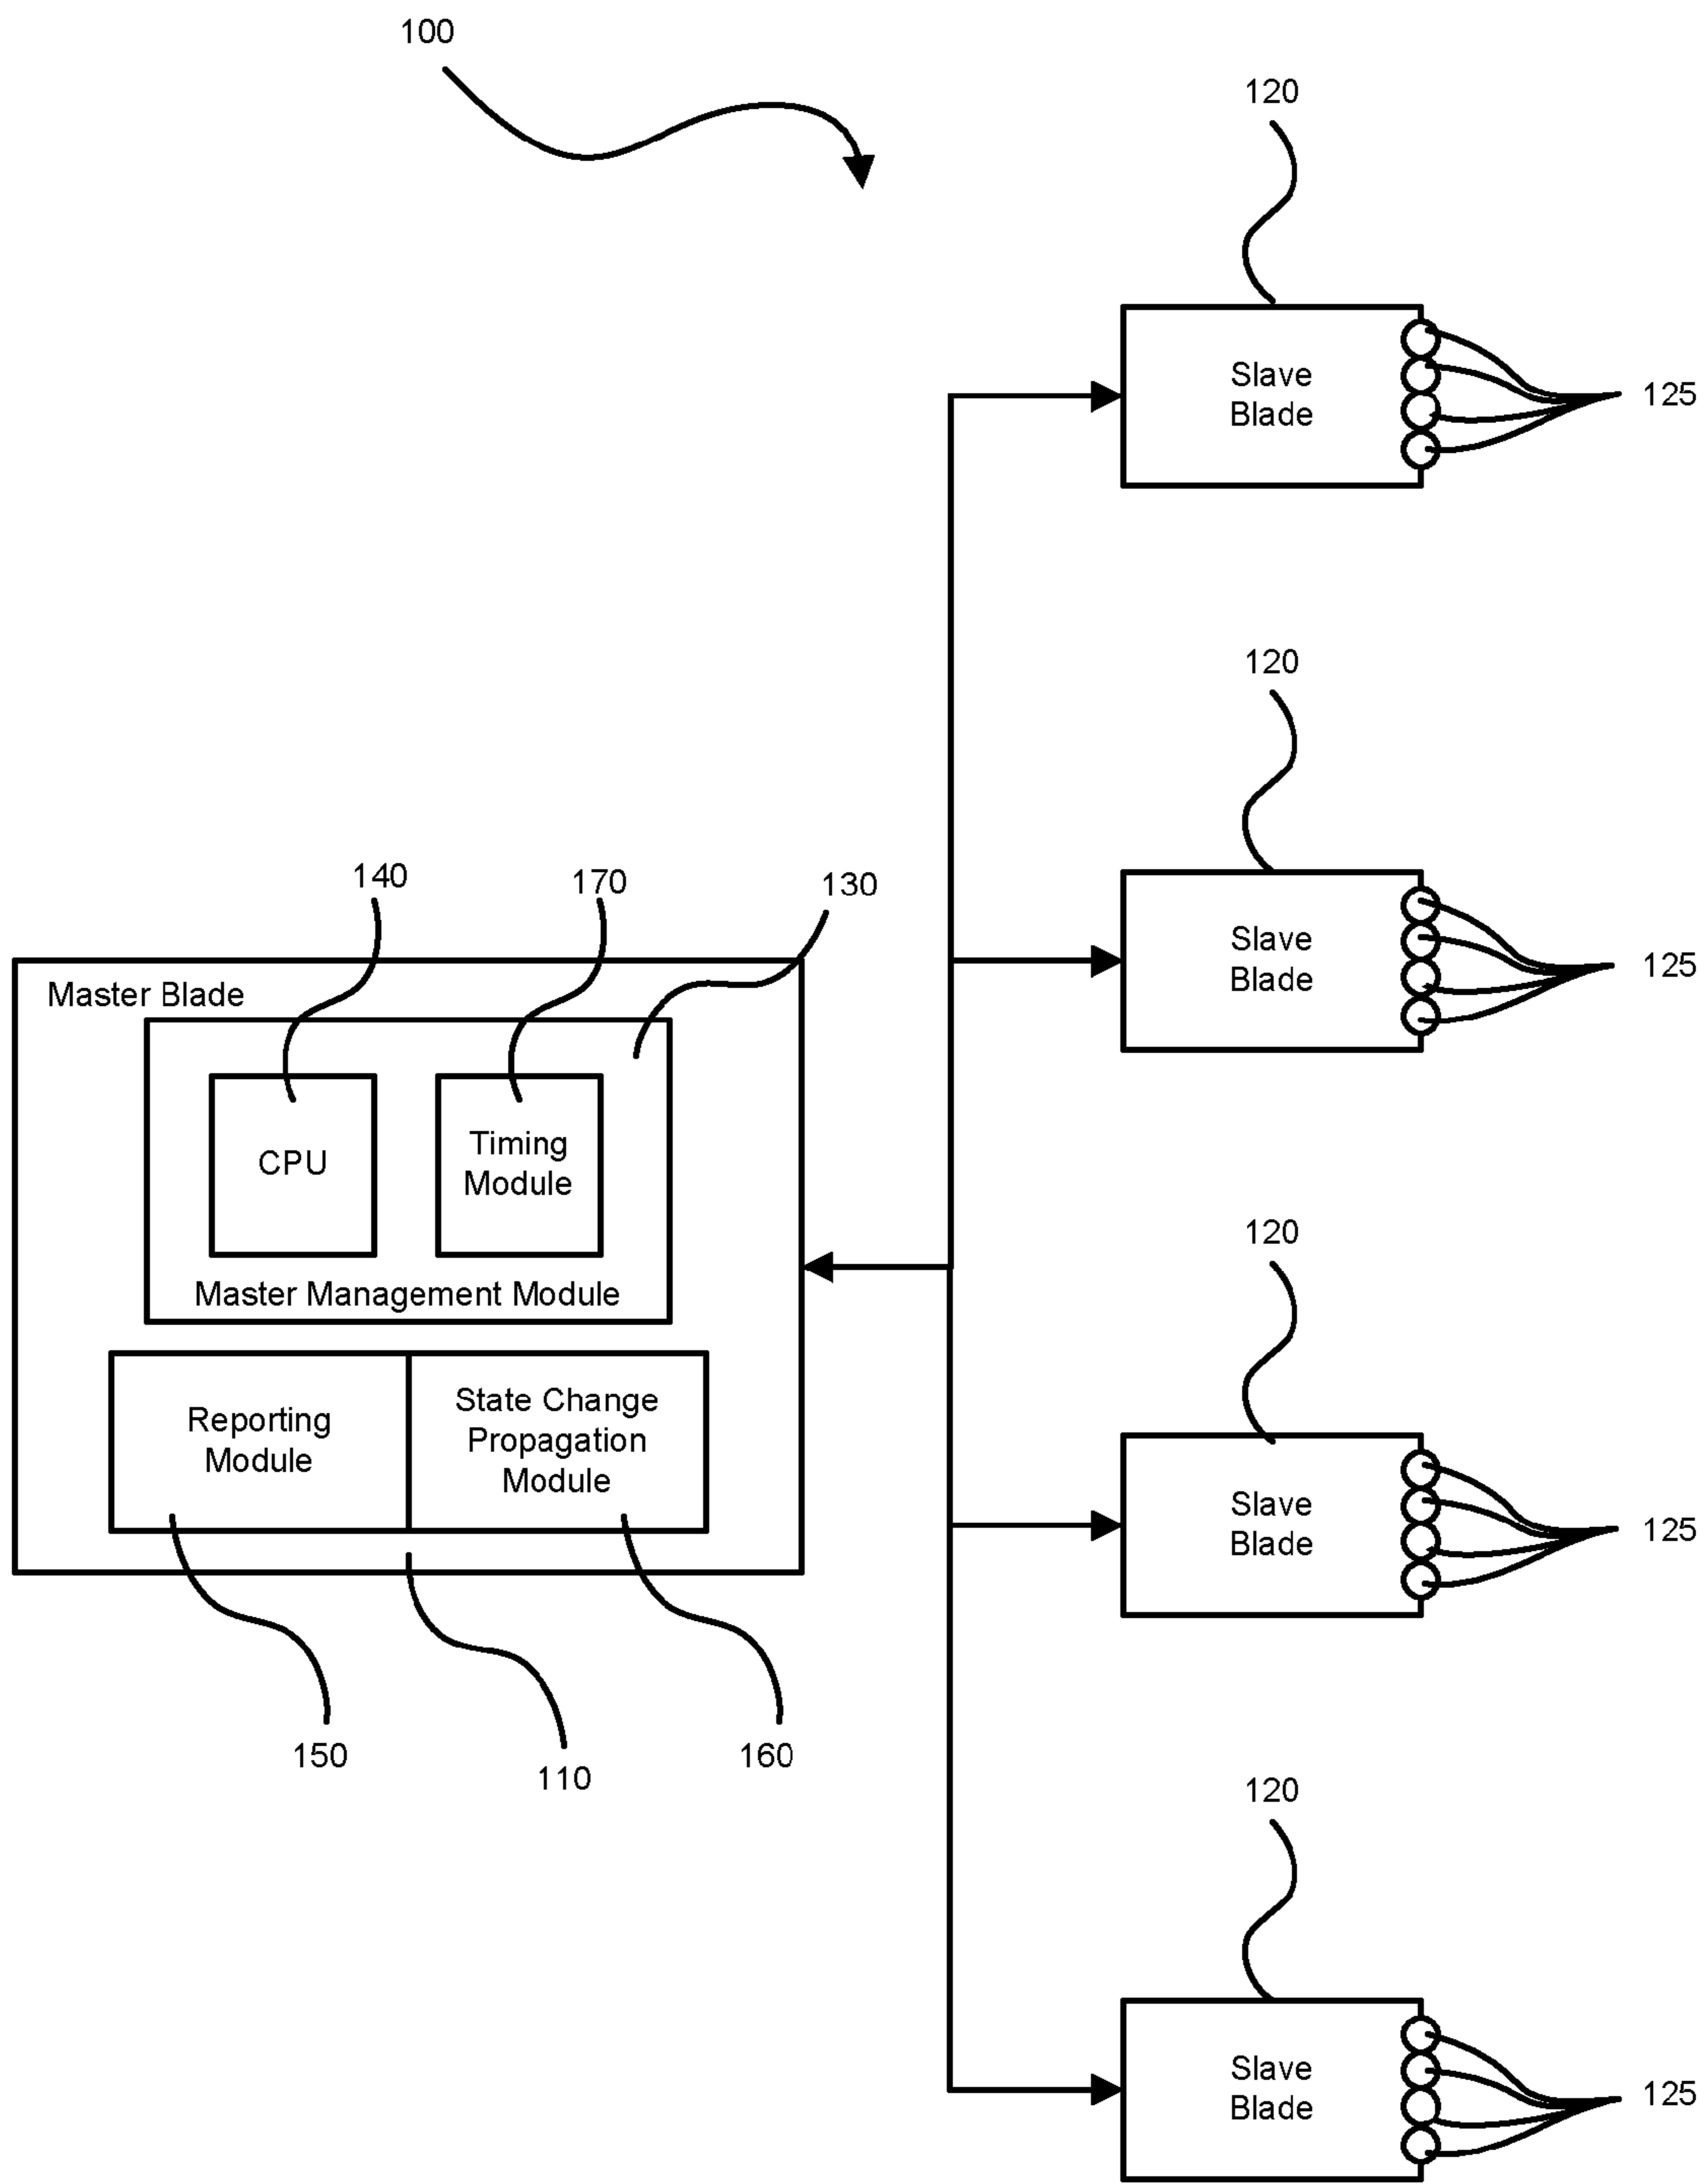 100
120
Slave
Blade
125
120
Slave
Blade
125
140
170
130
Master Blade
CPU
Timing
Module
Master Management Module
Reporting
Module
State Change
Propagation
Module
150
110
160
120
Slave
Blade
125
120
Slave
Blade
125